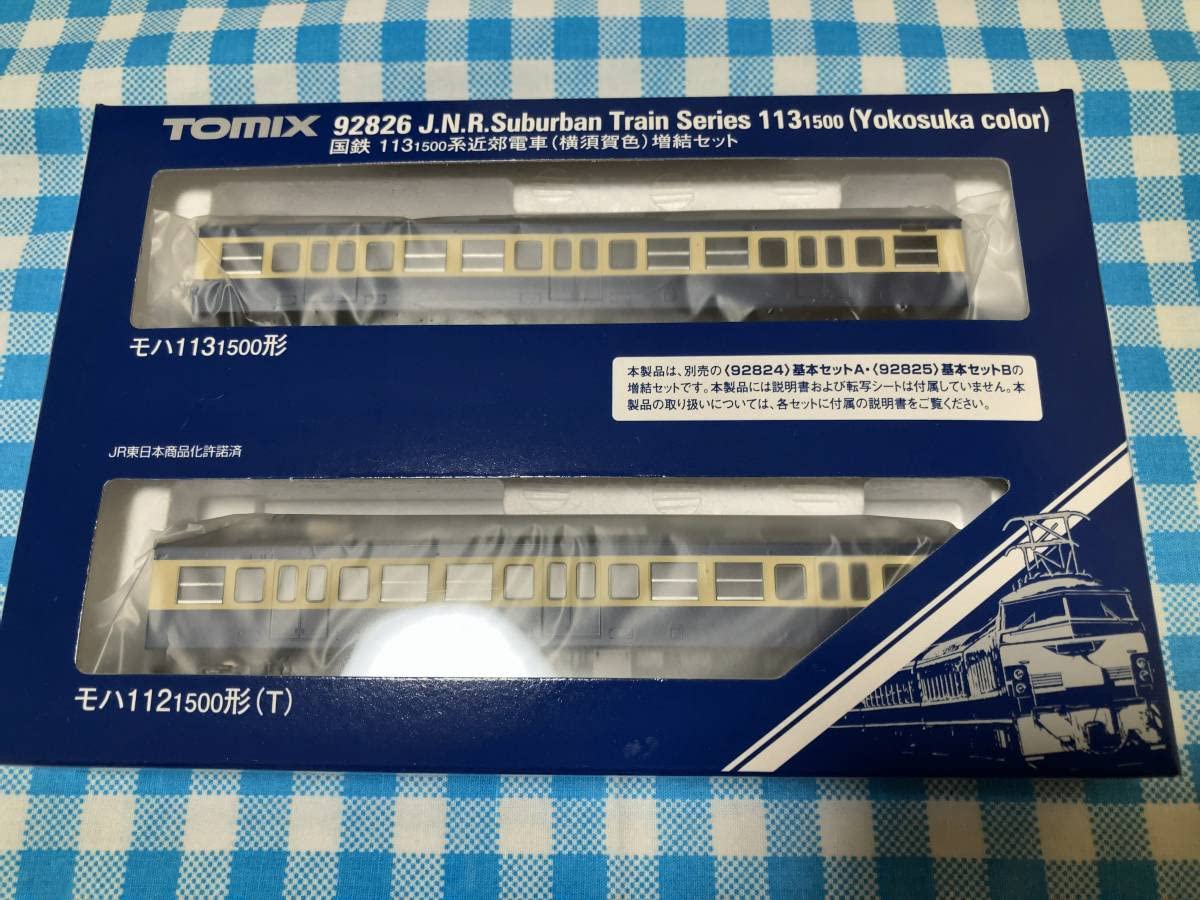 TOMIX 92826 J.N.R.Suburban Train Series 1131500 (Yokosuka color)
国鉄 1131500系近郊電車(横須賀色)増結セット
モハ1131500形
本製品は、別売の〈92824〉基本セットA・〈92825〉基本セットBの
増結セットです。本製品には説明書および転写シートは付属していません。本
製品の取り扱いについては、各セットに付属の説明書をご覧ください。
JR東日本商品化許諾済
モハ1121500形(T)